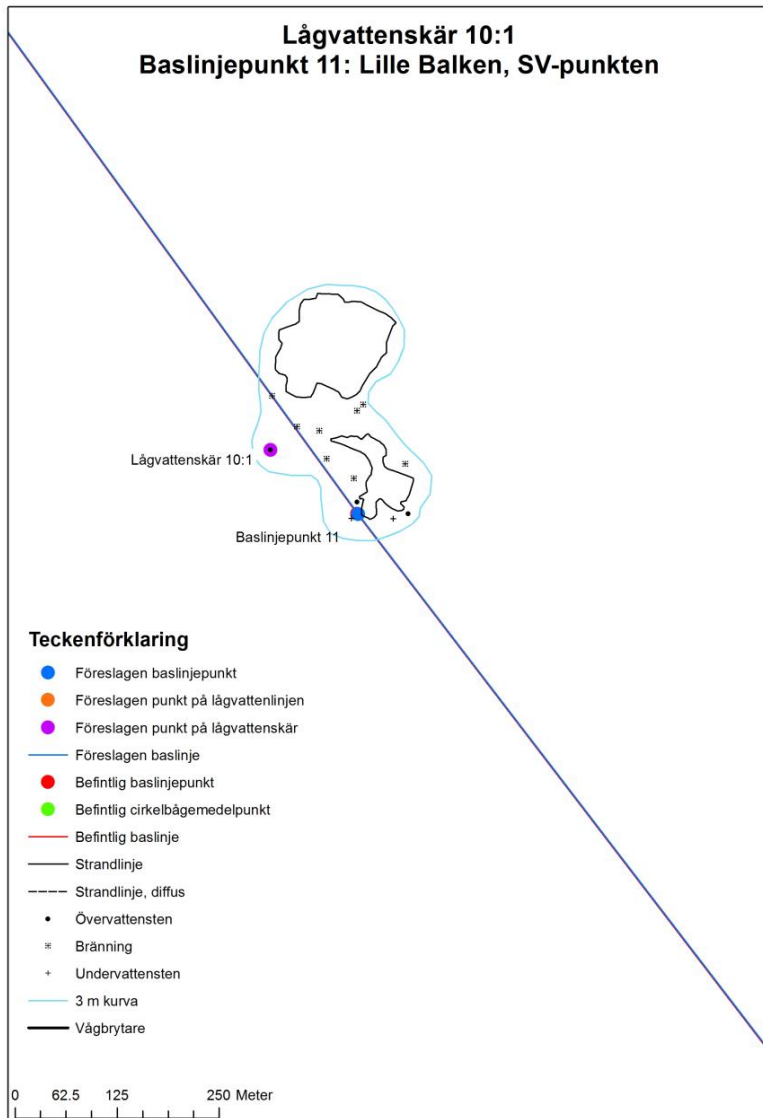 Lågvattenskär 10:1
Baslinjepunkt 11: Lille Balken, SV-punkten
Lågvattenskär 10:1
Baslinjepunkt 11
Teckenförklaring
Föreslagen baslinjepunkt
Föreslagen punkt på lågvattenlinjen
Föreslagen punkt på lågvattenskär
Föreslagen baslinje
Befintlig baslinjepunkt
Befintlig cirkelbågemedelpunkt
Befintlig baslinje
Strandlinje
Strandlinje, diffus
Övervattensten
Bränning
Undervattensten
3 m kurva
Vågbrytare
0 62.5 125 250 Meter